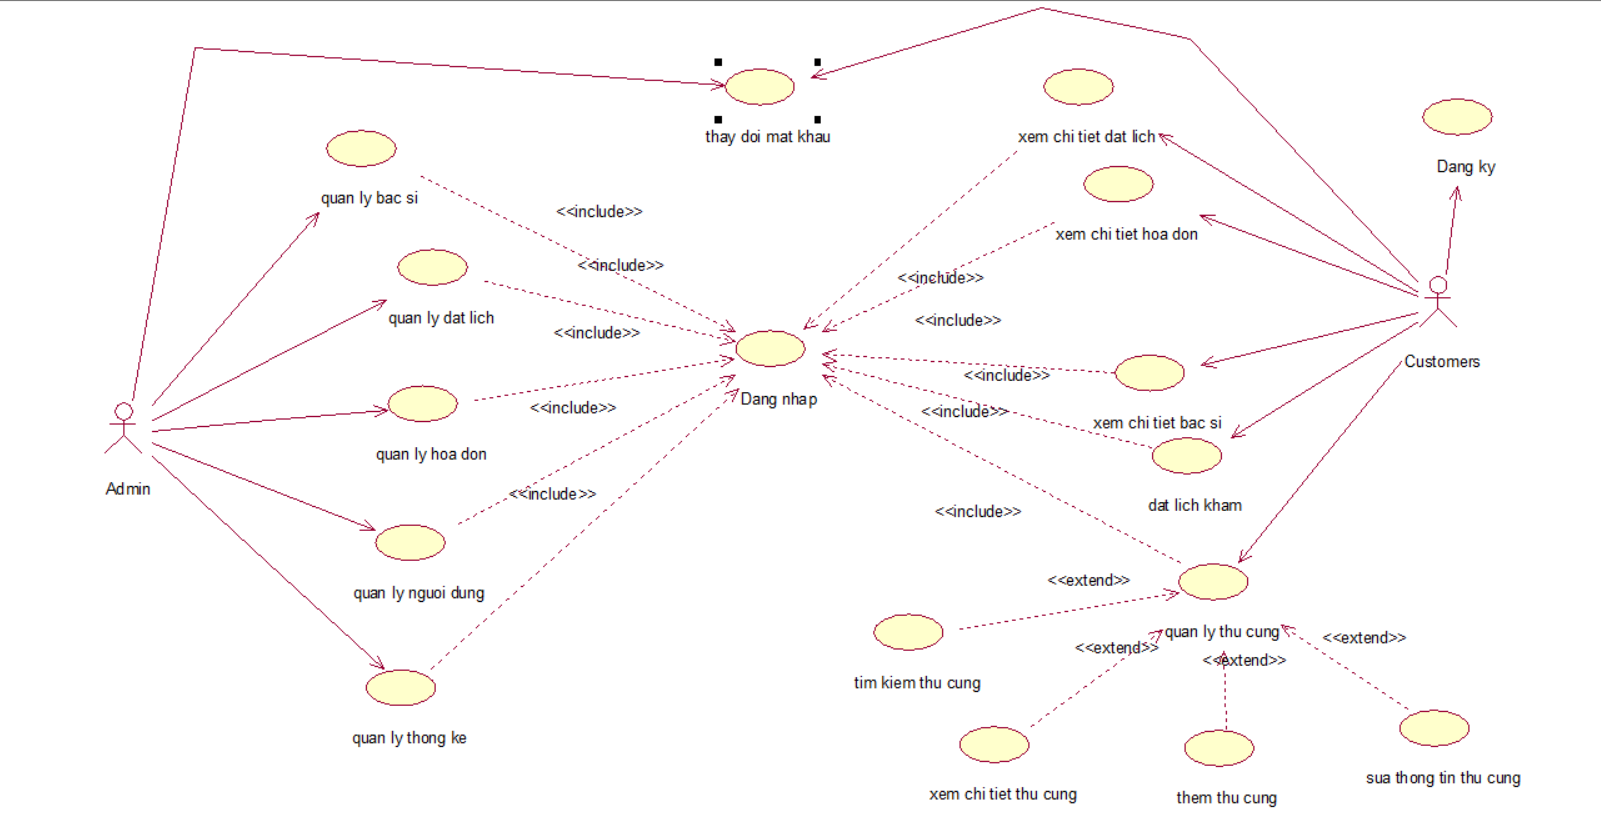 thay doi mat khau
xem chi tiet dat lich
Dang ky
quan ly bac si
<<include>>
xem chi tiet hoa don
<<include>>
<<include>>
quan ly dat lich
<<include>>
<<include>>
Customers
<<include>>
Dang nhap
<<include>>
<<include>>
xem chi tiet bac si
quan ly hoa don
Admin
<<include>>
dat lich kham
<<include>>
<<extend>>
quan ly nguoi dung
quan ly thu cung
<<extend>>
<<extend>>
<<extend>>
tim kiem thu cung
quan ly thong ke
sua thong tin thu cung
xem chi tiet thu cung
them thu cung